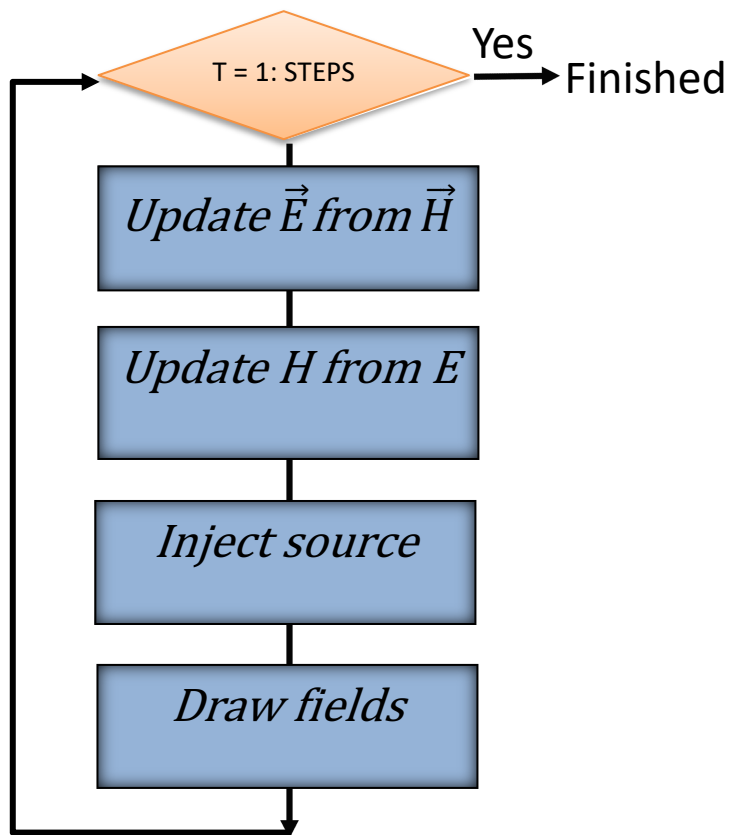 T = 1: STEPS
Yes
Finished
Update E⃗ from H⃗
Update H from E
Inject source
Draw fields